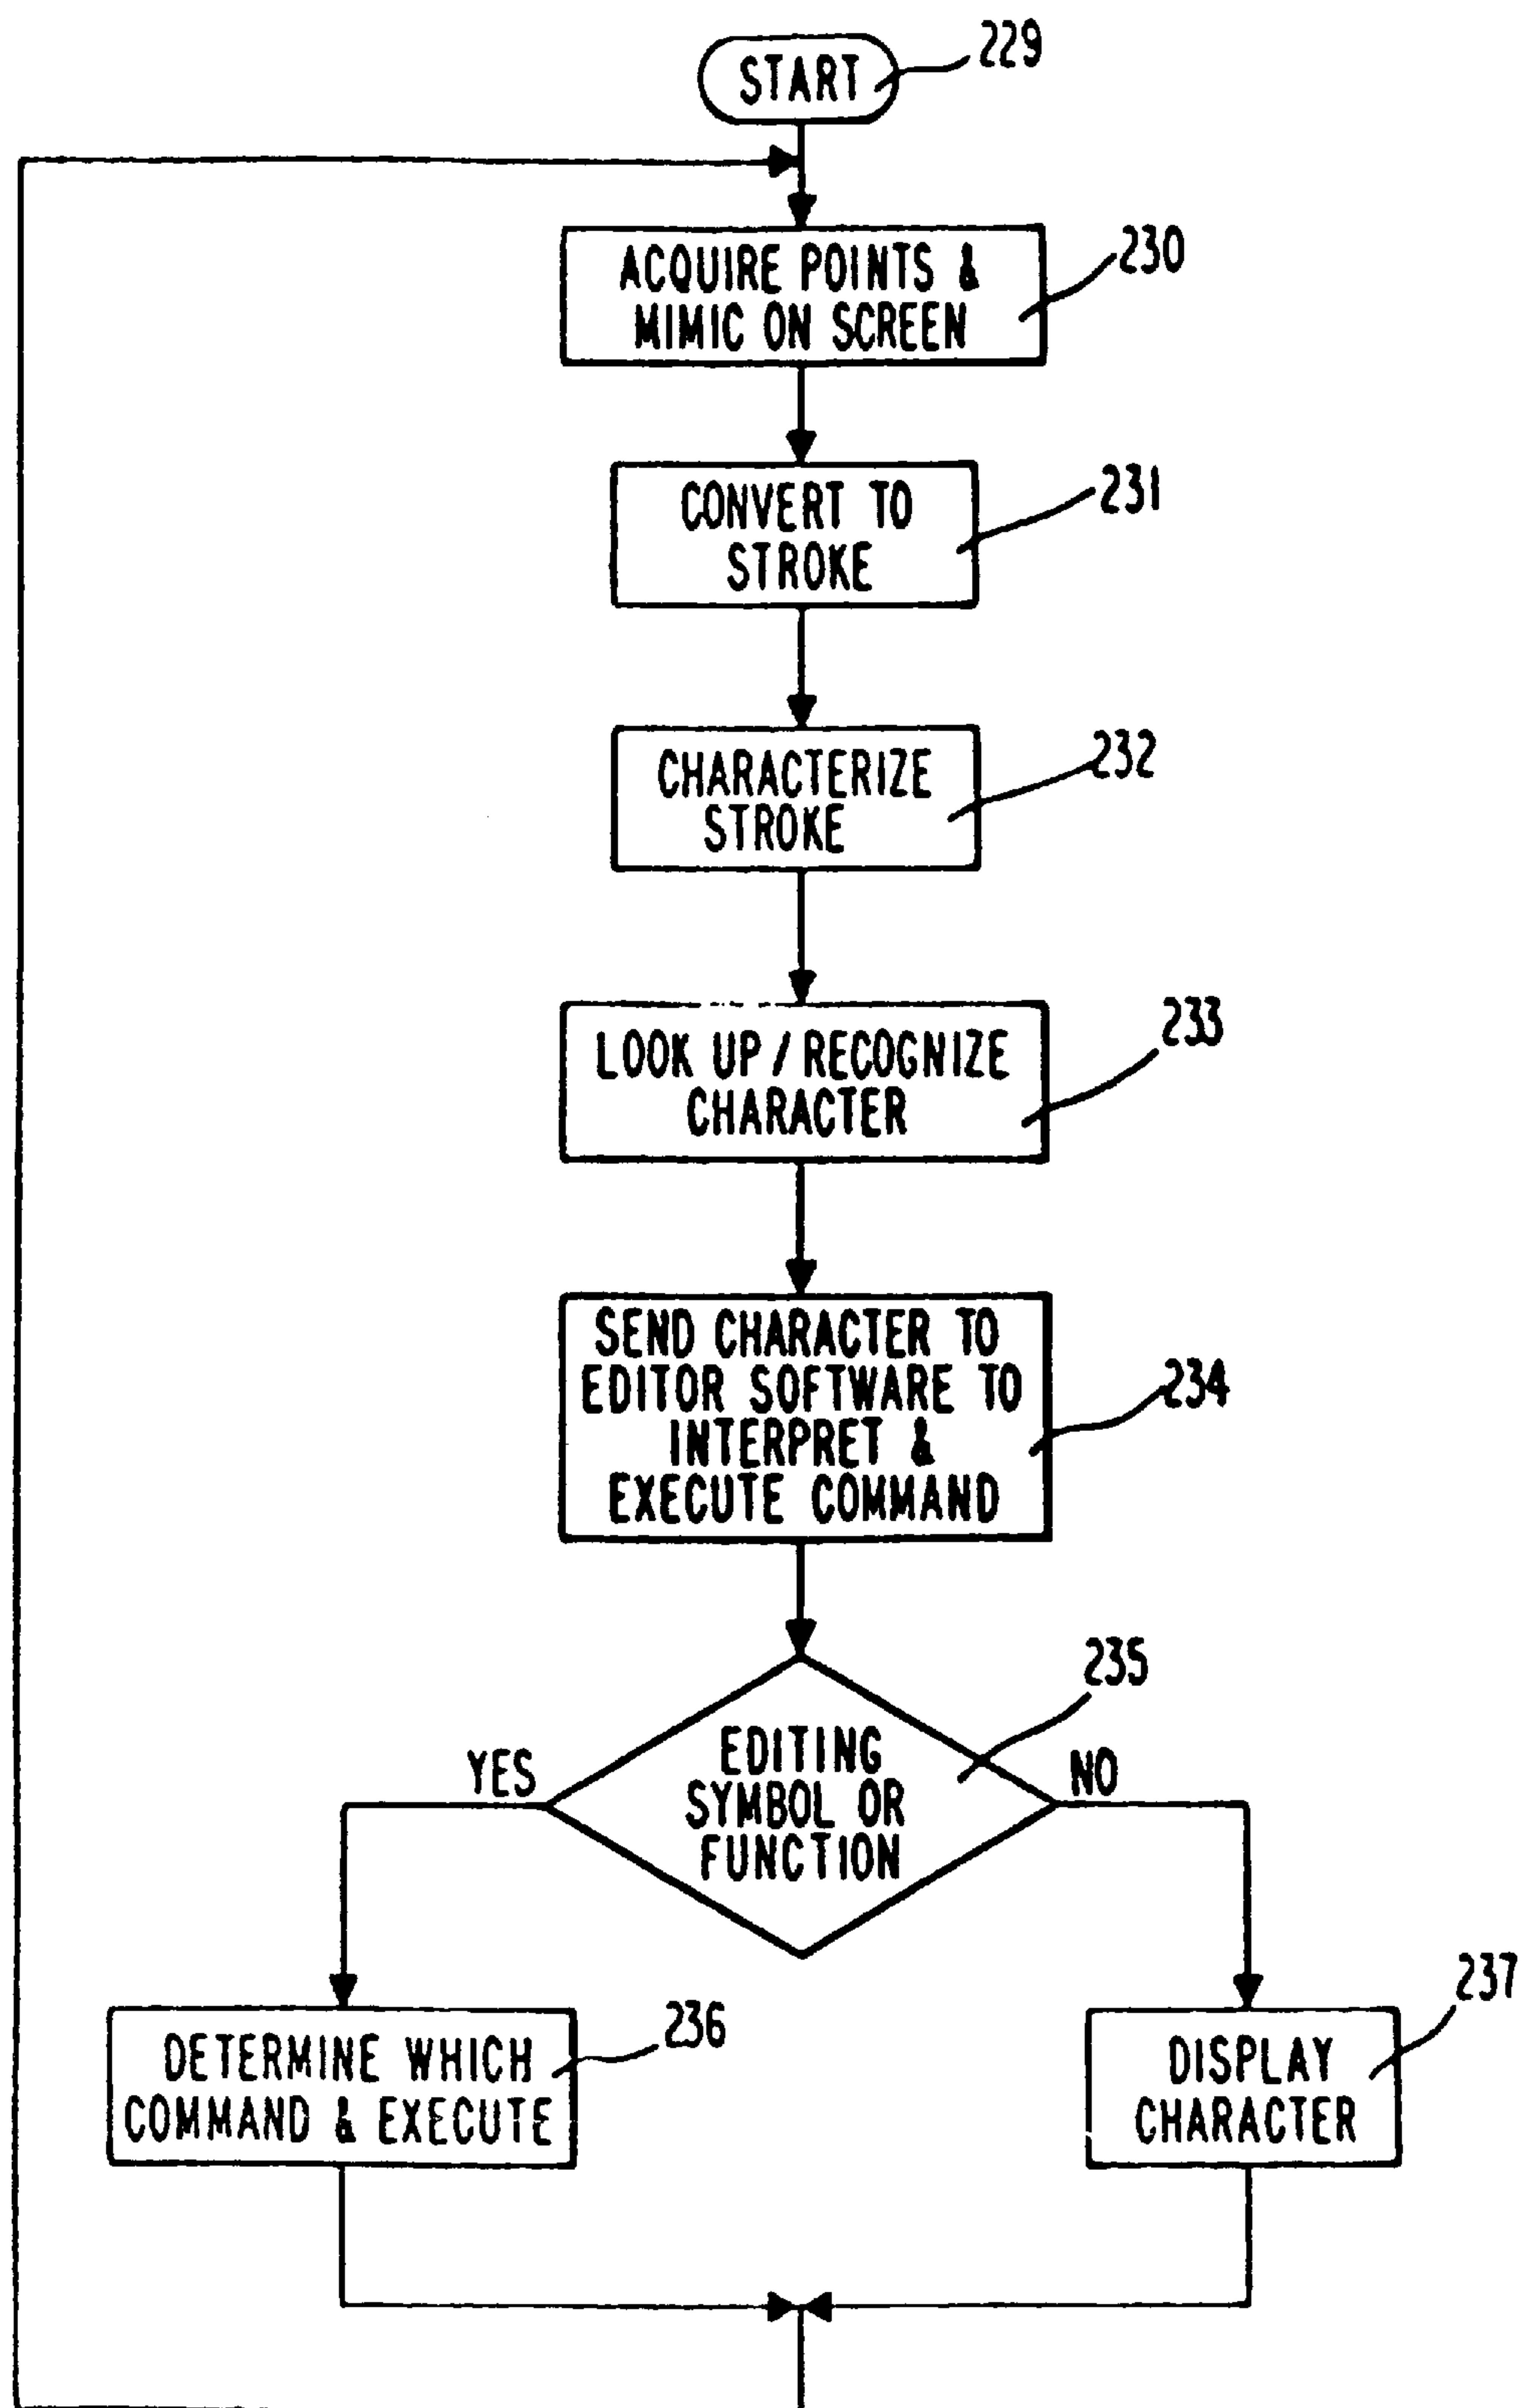 START
229
ACQUIRE POINTS &
MIMIC ON SCREEN
230
CONVERT TO
STROKE
231
CHARACTERIZE
STROKE
232
LOOK UP / RECOGNIZE
CHARACTER
233
SEND CHARACTER TO
EDITOR SOFTWARE TO
INTERPRET &
EXECUTE COMMAND
234
EDITING
SYMBOL OR
FUNCTION
235
YES
NO
DETERMINE WHICH
COMMAND & EXECUTE
236
DISPLAY
CHARACTER
237